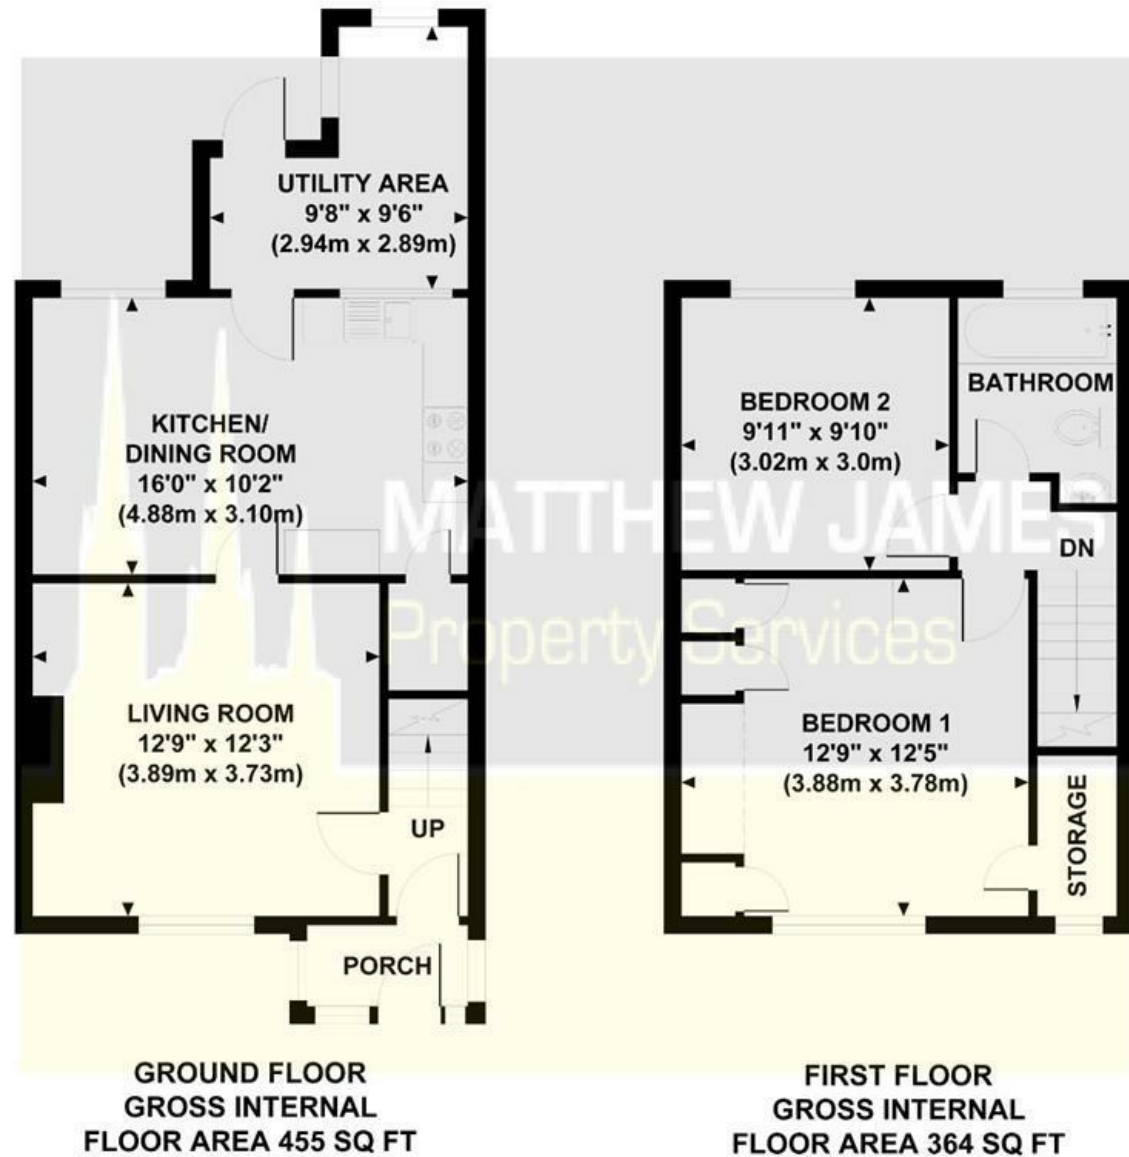 UTILITY AREA
9'8" x 9'6"
(2.94m x 2.89m)
KITCHEN/
DINING ROOM
16'0" x 10'2"
(4.88m x 3.10m)
LIVING ROOM
12'9" x 12'3"
(3.89m x 3.73m)
UP
PORCH
GROUND FLOOR
GROSS INTERNAL
FLOOR AREA 455 SQ FT
BATHROOM
BEDROOM 2
9'11" x 9'10"
(3.02m x 3.0m)
DN
BEDROOM 1
12'9" x 12'5"
(3.88m x 3.78m)
STORAGE
FIRST FLOOR
GROSS INTERNAL
FLOOR AREA 364 SQ FT
MATTHEW JAMES
Property Services